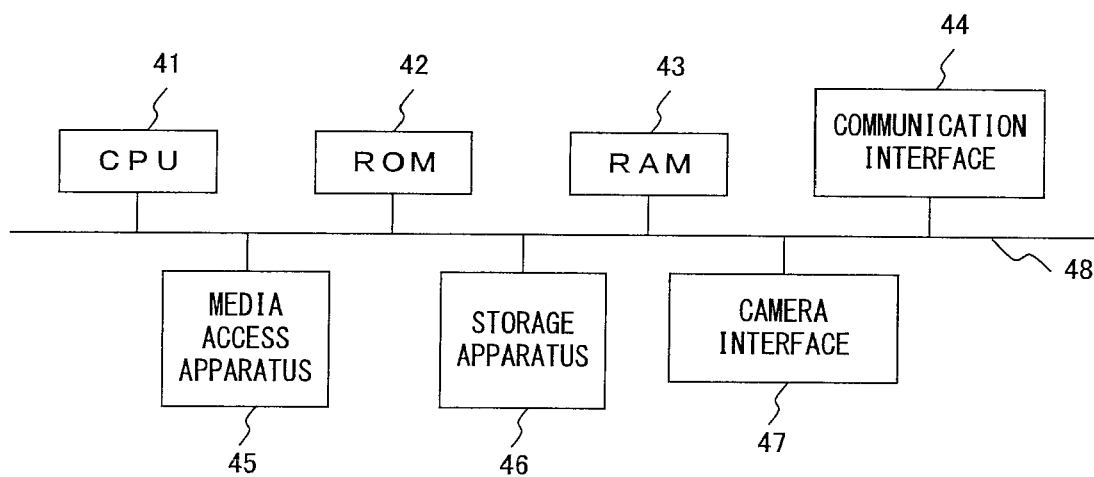 41
42
43
44
CPU
ROM
RAM
COMMUNICATION
INTERFACE
48
MEDIA
ACCESS
APPARATUS
STORAGE
APPARATUS
CAMERA
INTERFACE
45
46
47